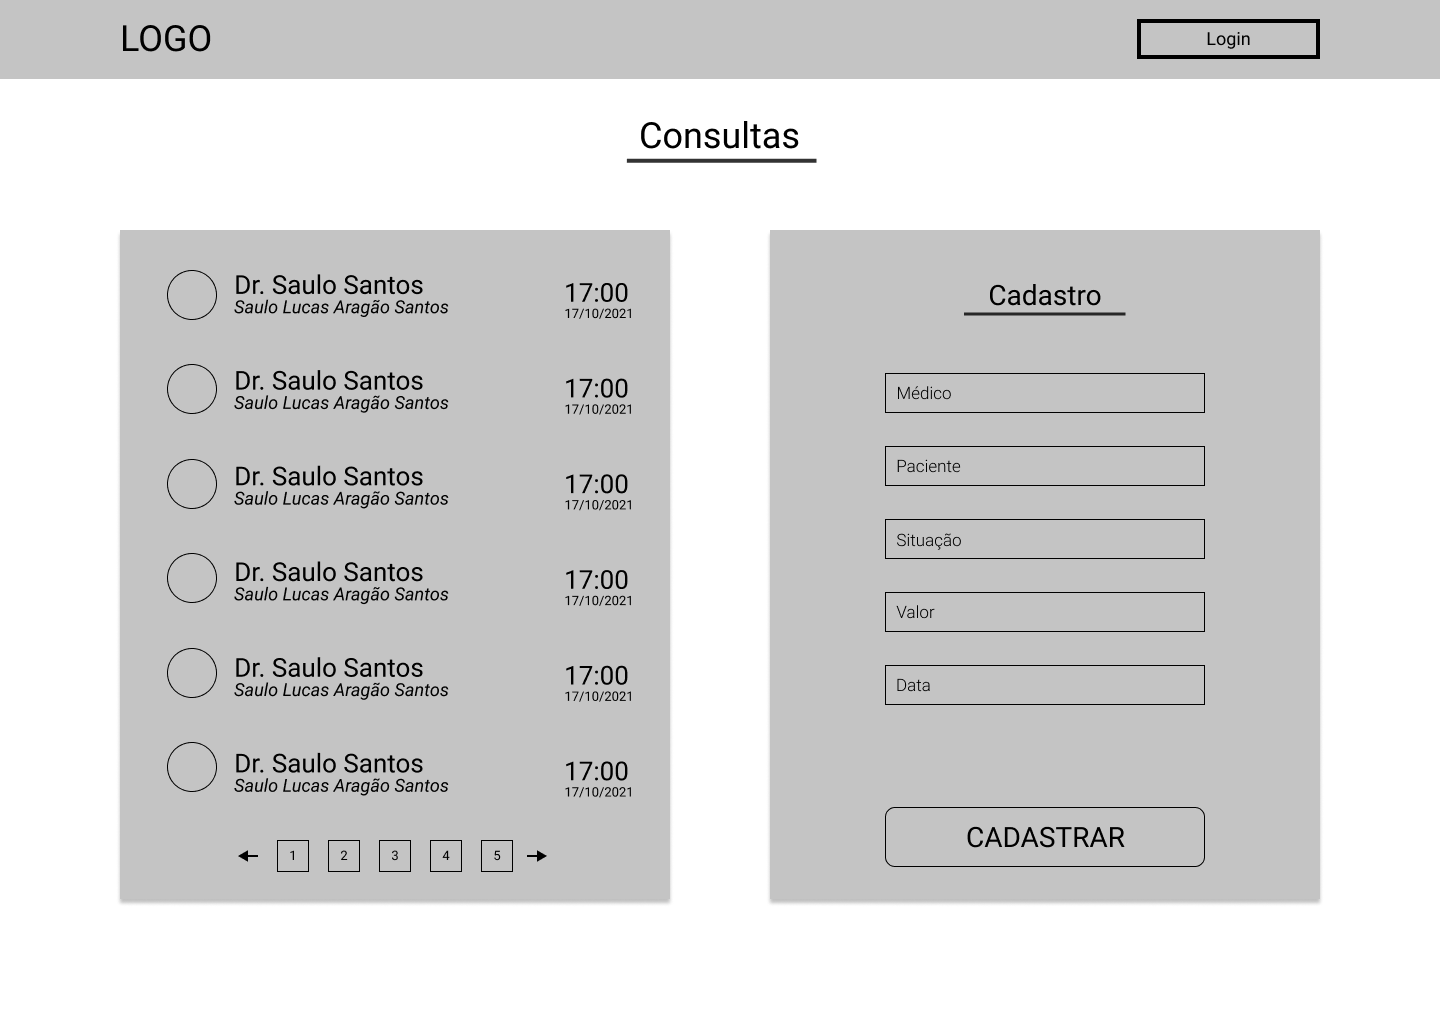 LOGO
Login
Consultas
Dr. Saulo Santos
Saulo Lucas Aragão Santos
17:00
17/10/2021
Dr. Saulo Santos
Saulo Lucas Aragão Santos
17:00
17/10/2021
Dr. Saulo Santos
Saulo Lucas Aragão Santos
17:00
17/10/2021
Dr. Saulo Santos
Saulo Lucas Aragão Santos
17:00
17/10/2021
Dr. Saulo Santos
Saulo Lucas Aragão Santos
17:00
17/10/2021
Dr. Saulo Santos
Saulo Lucas Aragão Santos
17:00
17/10/2021
1 2 3 4 5
Cadastro
Médico
Paciente
Situação
Valor
Data
CADASTRAR